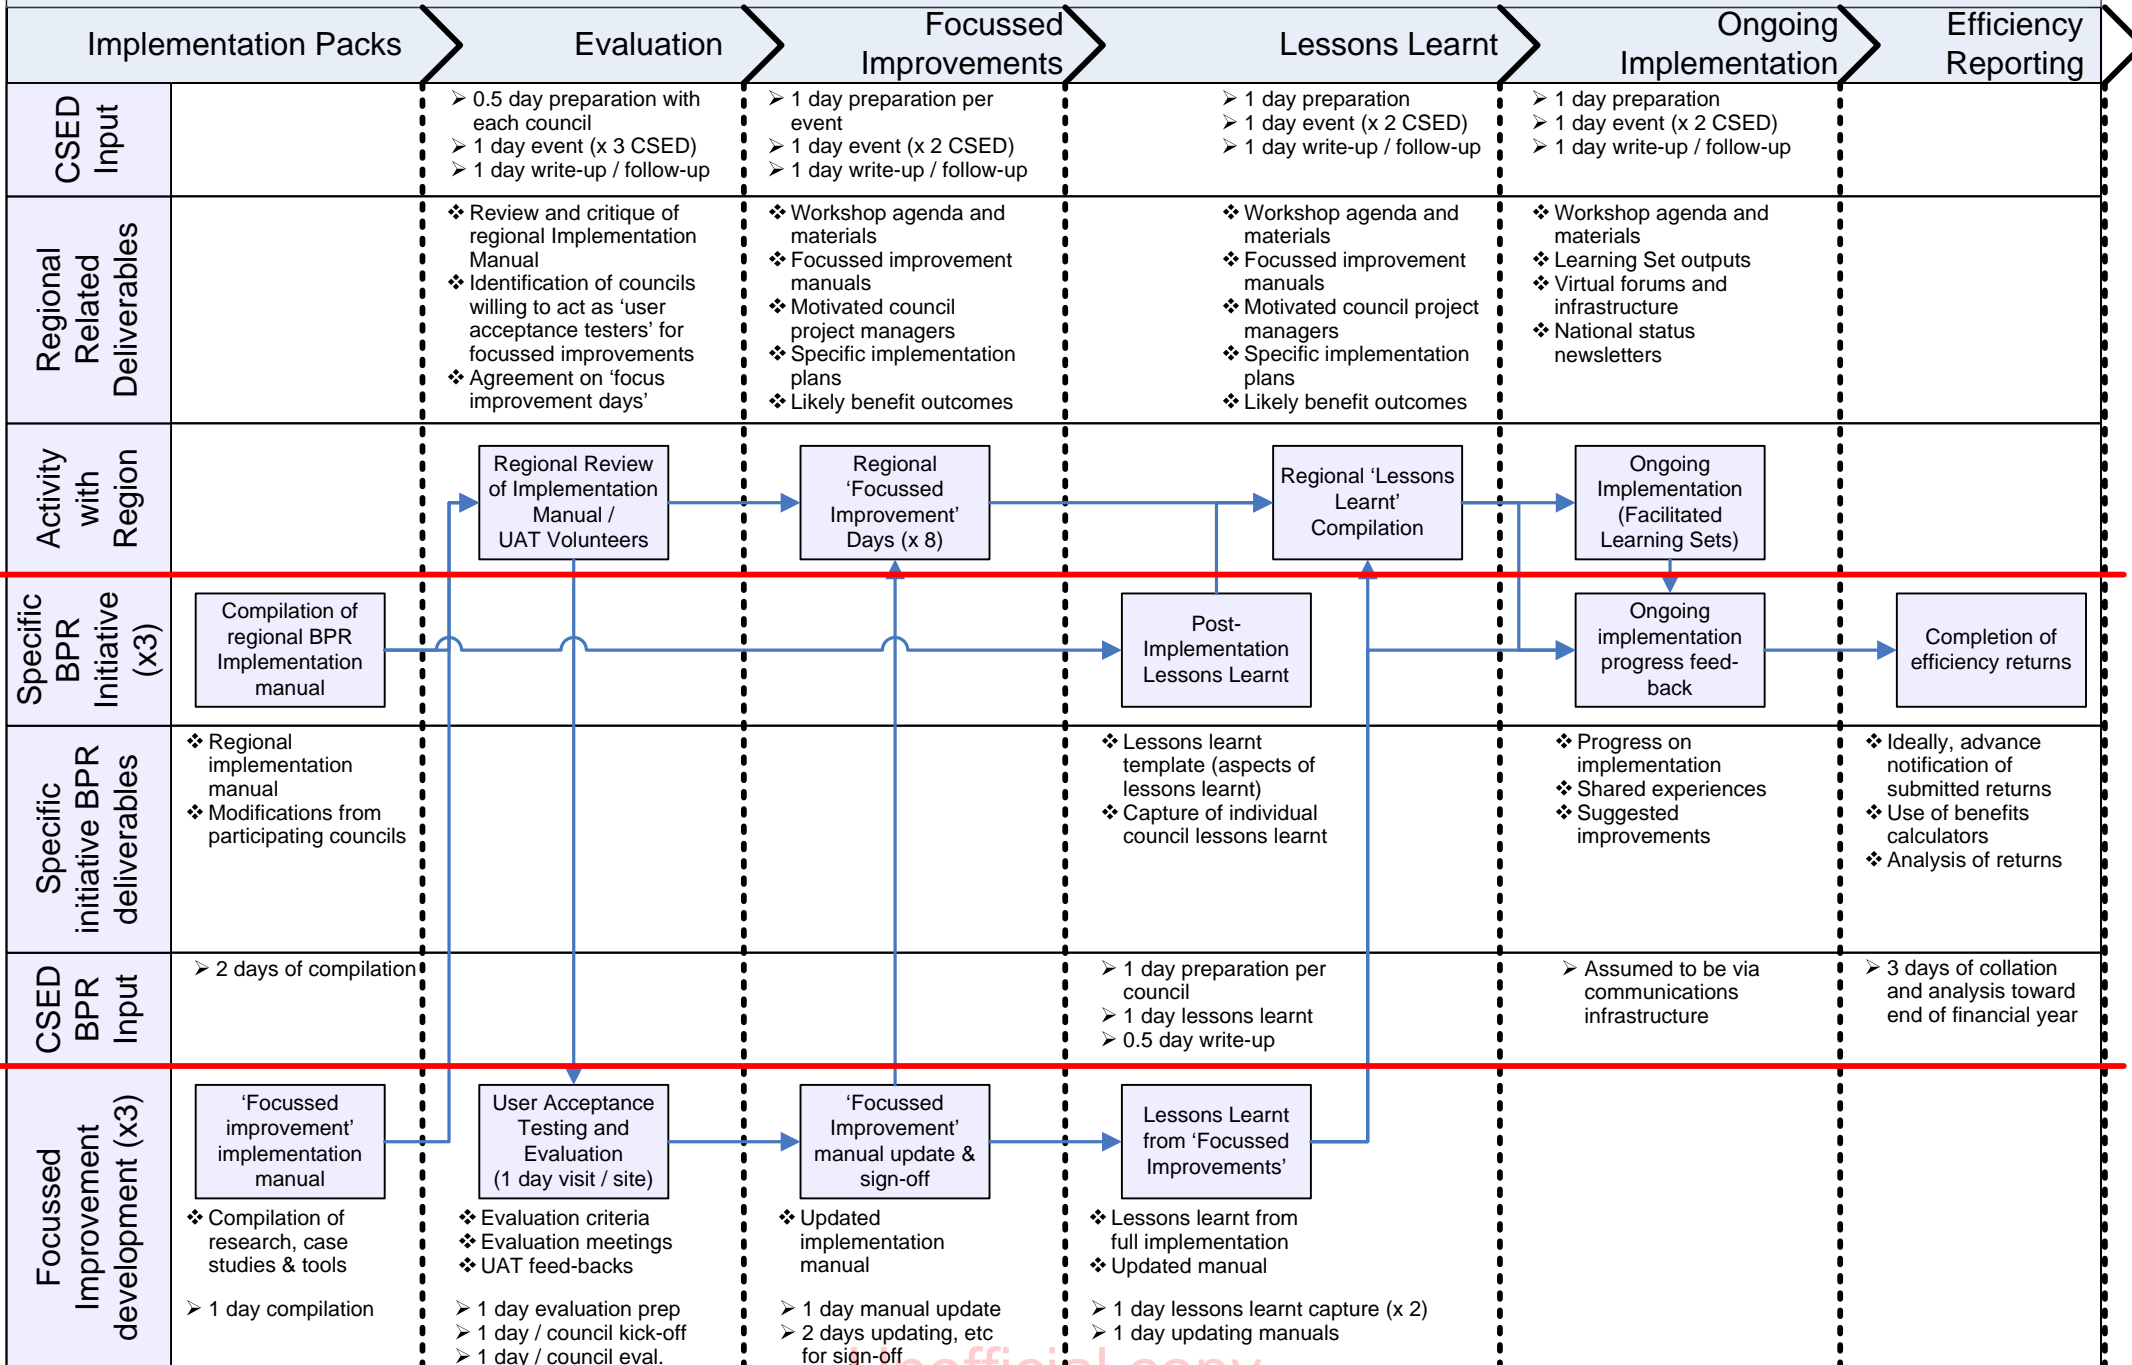 Implementation Packs
Evaluation
Focussed
Improvements
Lessons Learnt
Ongoing
Implementation
Efficiency
Reporting
CSED
Input
➢ 0.5 day preparation with
each council
➢ 1 day event (x 3 CSED)
➢ 1 day write-up / follow-up
➢ 1 day preparation per
event
➢ 1 day event (x 2 CSED)
➢ 1 day write-up / follow-up
➢ 1 day preparation
➢ 1 day event (x 2 CSED)
➢ 1 day write-up / follow-up
➢ 1 day preparation
➢ 1 day event (x 2 CSED)
➢ 1 day write-up / follow-up
Regional
Related
Deliverables
❖ Review and critique of
regional Implementation
Manual
❖ Identification of councils
willing to act as ‘user
acceptance testers’ for
focussed improvements
❖ Agreement on ‘focus
improvement days’
❖ Workshop agenda and
materials
❖ Focussed improvement
manuals
❖ Motivated council
project managers
❖ Specific implementation
plans
❖ Likely benefit outcomes
❖ Workshop agenda and
materials
❖ Focussed improvement
manuals
❖ Motivated council project
managers
❖ Specific implementation
plans
❖ Likely benefit outcomes
❖ Workshop agenda and
materials
❖ Learning Set outputs
❖ Virtual forums and
infrastructure
❖ National status
newsletters
Activity
with
Region
Regional Review
of Implementation
Manual /
UAT Volunteers
Regional
‘Focussed
Improvement’
Days (x 8)
Regional ‘Lessons
Learnt’
Compilation
Ongoing
Implementation
(Facilitated
Learning Sets)
Specific
BPR
Initiative
(x3)
Compilation of
regional BPR
Implementation
manual
Post-
Implementation
Lessons Learnt
Ongoing
implementation
progress feed-
back
Completion of
efficiency returns
Specific
initiative BPR
deliverables
❖ Regional
implementation
manual
❖ Modifications from
participating councils
❖ Lessons learnt
template (aspects of
lessons learnt)
❖ Capture of individual
council lessons learnt
❖ Progress on
implementation
❖ Shared experiences
❖ Suggested
improvements
❖ Ideally, advance
notification of
submitted returns
❖ Use of benefits
calculators
❖ Analysis of returns
CSED
BPR
Input
➢ 2 days of compilation
➢ 1 day preparation per
council
➢ 1 day lessons learnt
➢ 0.5 day write-up
➢ Assumed to be via
communications
infrastructure
➢ 3 days of collation
and analysis toward
end of financial year
Focussed
Improvement
development (x3)
‘Focussed
improvement’
implementation
manual
User Acceptance
Testing and
Evaluation
(1 day visit / site)
‘Focussed
Improvement’
manual update &
sign-off
Lessons Learnt
from ‘Focussed
Improvements’
❖ Compilation of
research, case
studies & tools
➢ 1 day compilation
❖ Evaluation criteria
❖ Evaluation meetings
❖ UAT feed-backs
➢ 1 day evaluation prep
➢ 1 day / council kick-off
➢ 1 day / council eval.
❖ Updated
implementation
manual
➢ 1 day manual update
➢ 2 days updating, etc
for sign-off
❖ Lessons learnt from
full implementation
❖ Updated manual
➢ 1 day lessons learnt capture (x 2)
➢ 1 day updating manuals
Unofficial copy